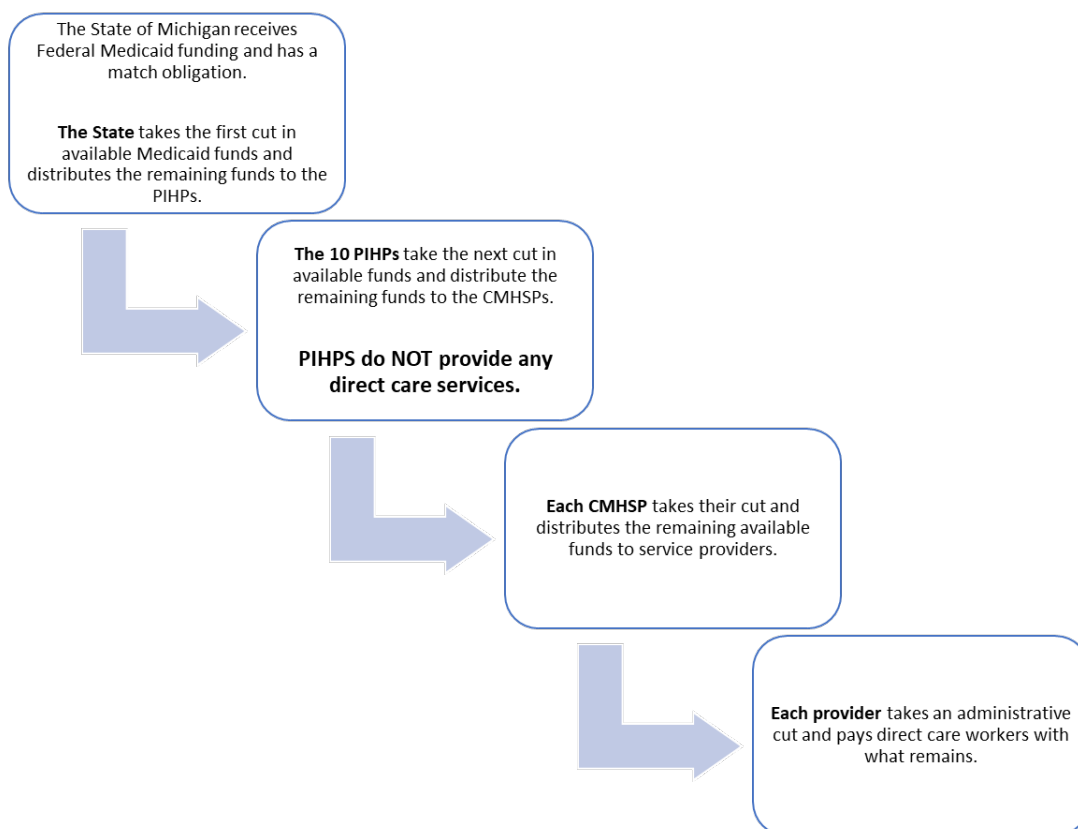 The State of Michigan receives
Federal Medicaid funding and has a
match obligation.
The State takes the first cut in
available Medicaid funds and
distributes the remaining funds to the
PIHPs.
The 10 PIHPs take the next cut in
available funds and distribute the
remaining funds to the CMHSPs.
PIHPS do NOT provide any
direct care services.
Each CMHSP takes their cut and
distributes the remaining available
funds to service providers.
Each provider takes an administrative
cut and pays direct care workers with
what remains.